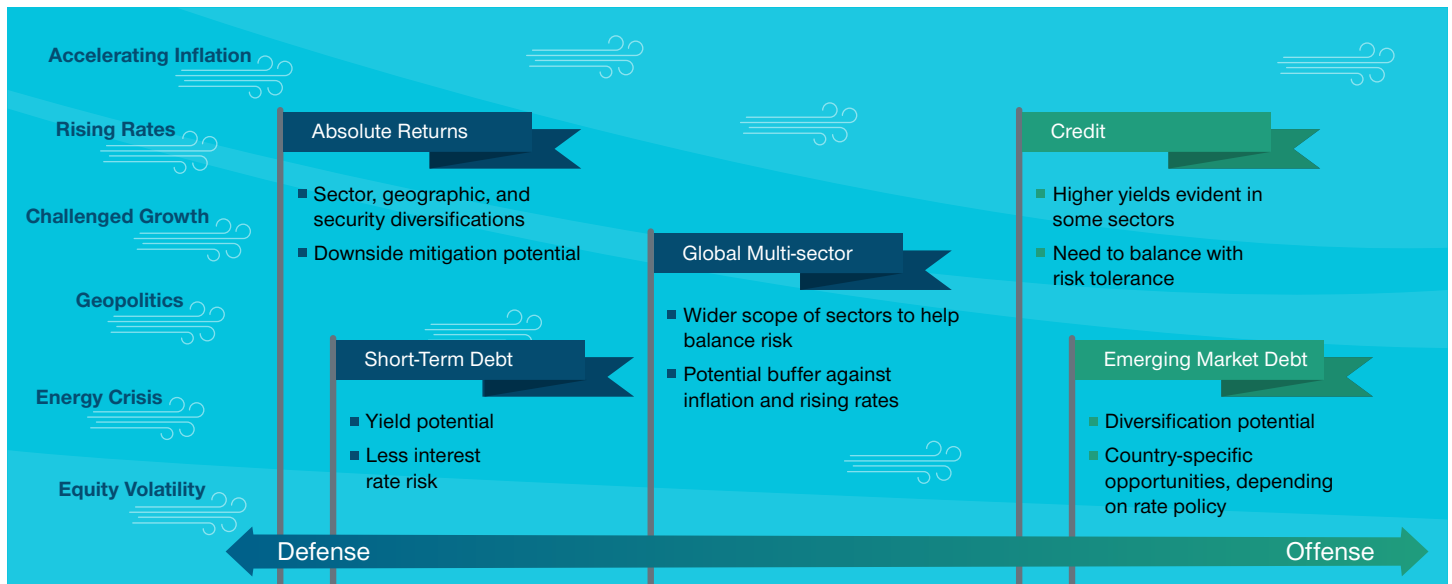 Accelerating Inflation
Rising Rates
Challenged Growth
Geopolitics
Energy Crisis
Equity Volatility
Absolute Returns
Sector, geographic, and
security diversifications
Downside mitigation potential
Short-Term Debt
Yield potential
Less interest
rate risk
Global Multi-sector
Wider scope of sectors to help
balance risk
Potential buffer against
inflation and rising rates
Credit
Higher yields evident in
some sectors
Need to balance with
risk tolerance
Emerging Market Debt
Diversification potential
Country-specific
opportunities, depending
on rate policy
Defense
Offense